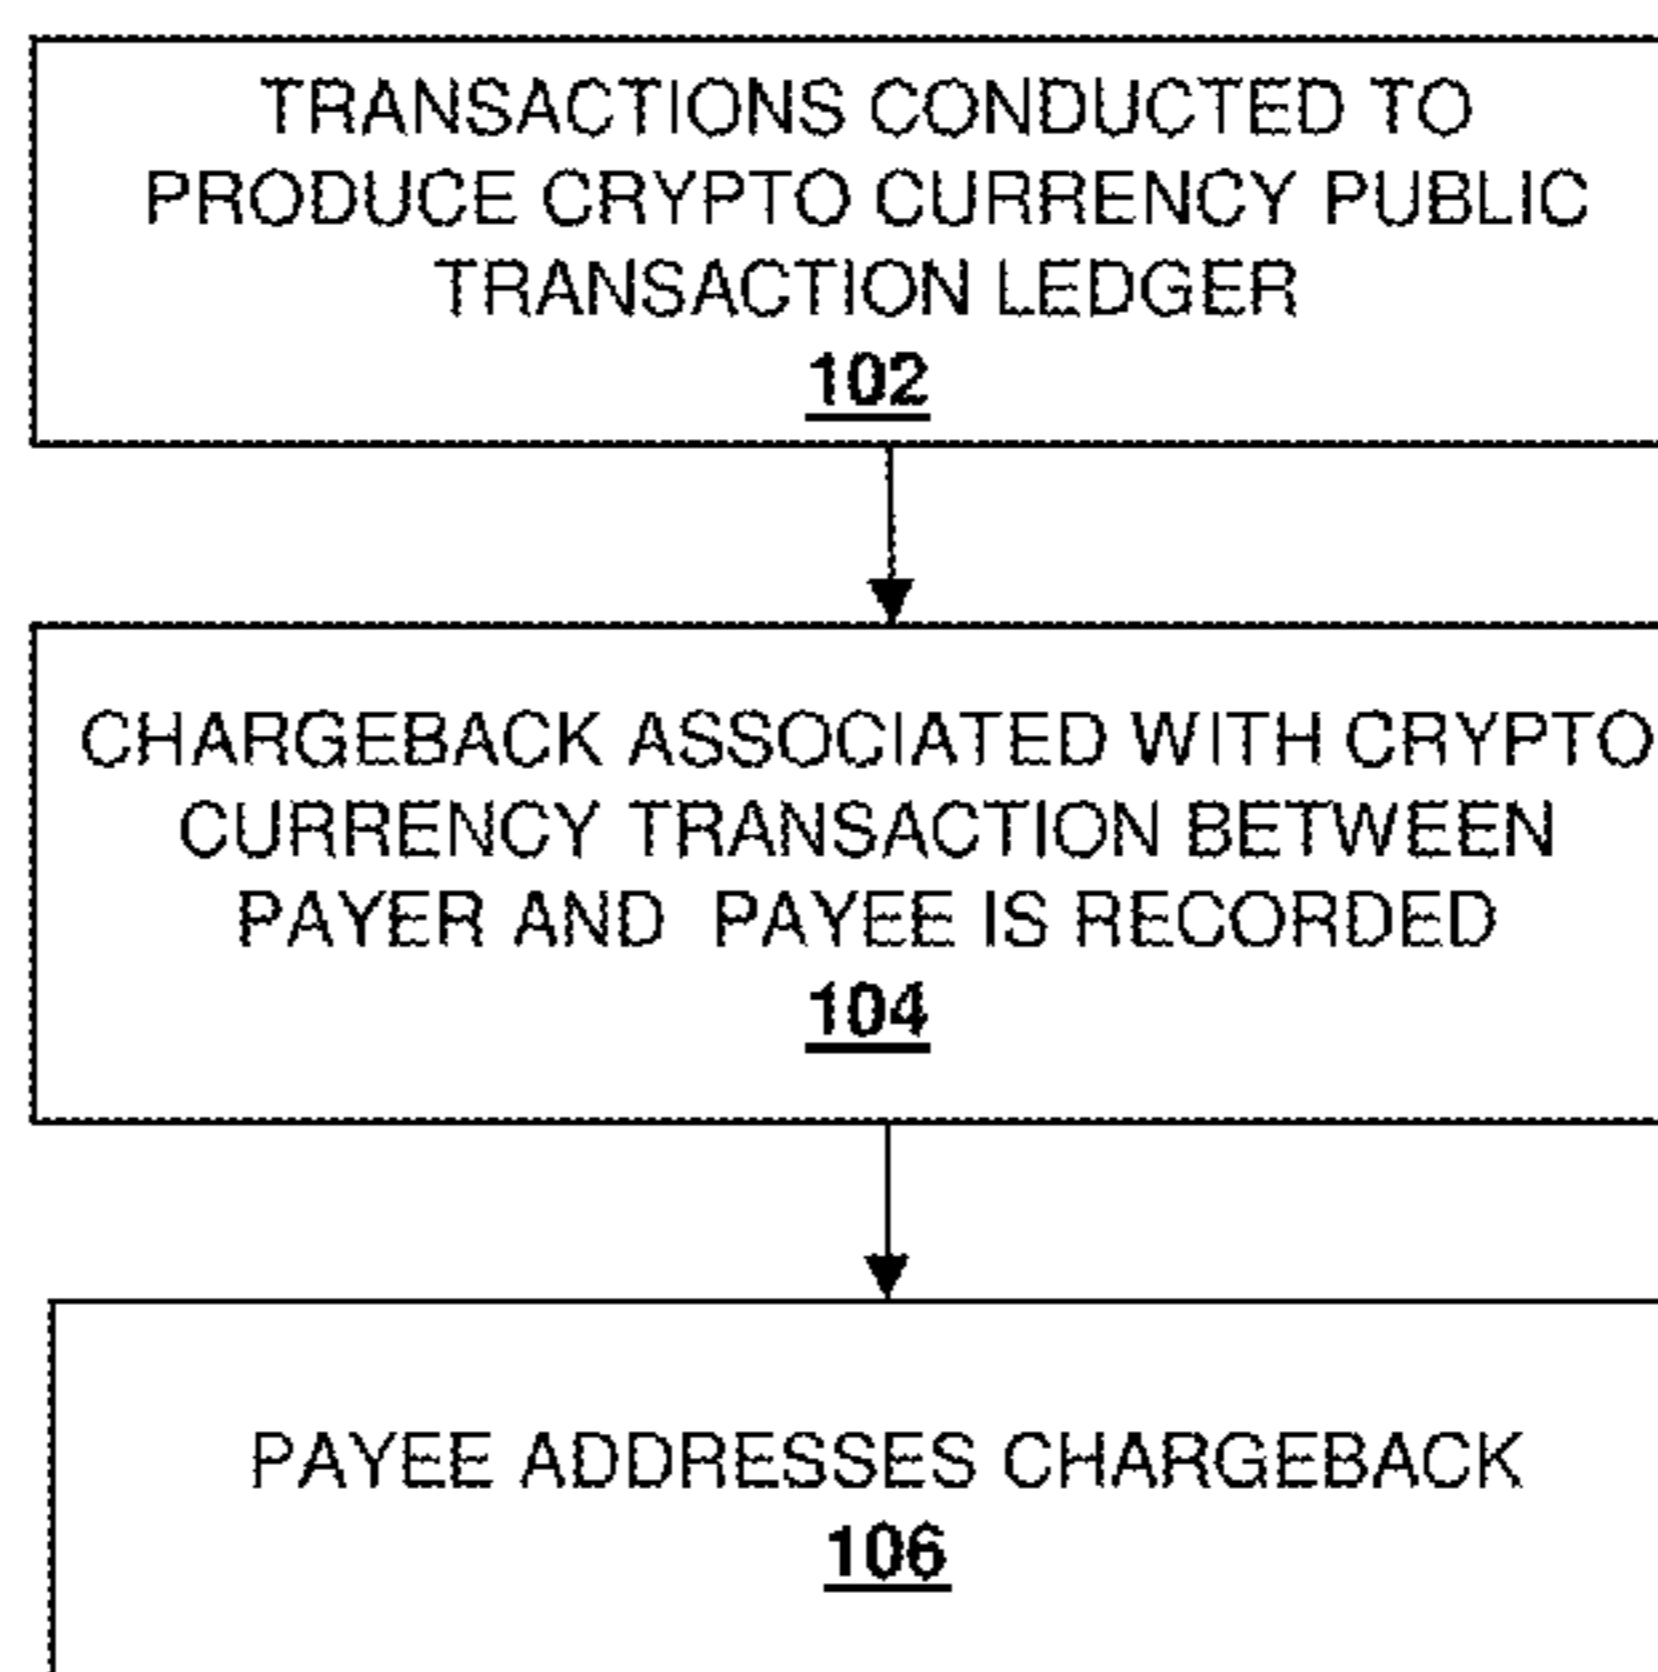 TRANSACTIONS CONDUCTED TO
PRODUCE CRYPTO CURRENCY PUBLIC
TRANSACTION LEDGER
102
CHARGEBACK ASSOCIATED WITH CRYPTO
CURRENCY TRANSACTION BETWEEN
PAYER AND PAYEE IS RECORDED
104
PAYEE ADDRESSES CHARGEBACK
106